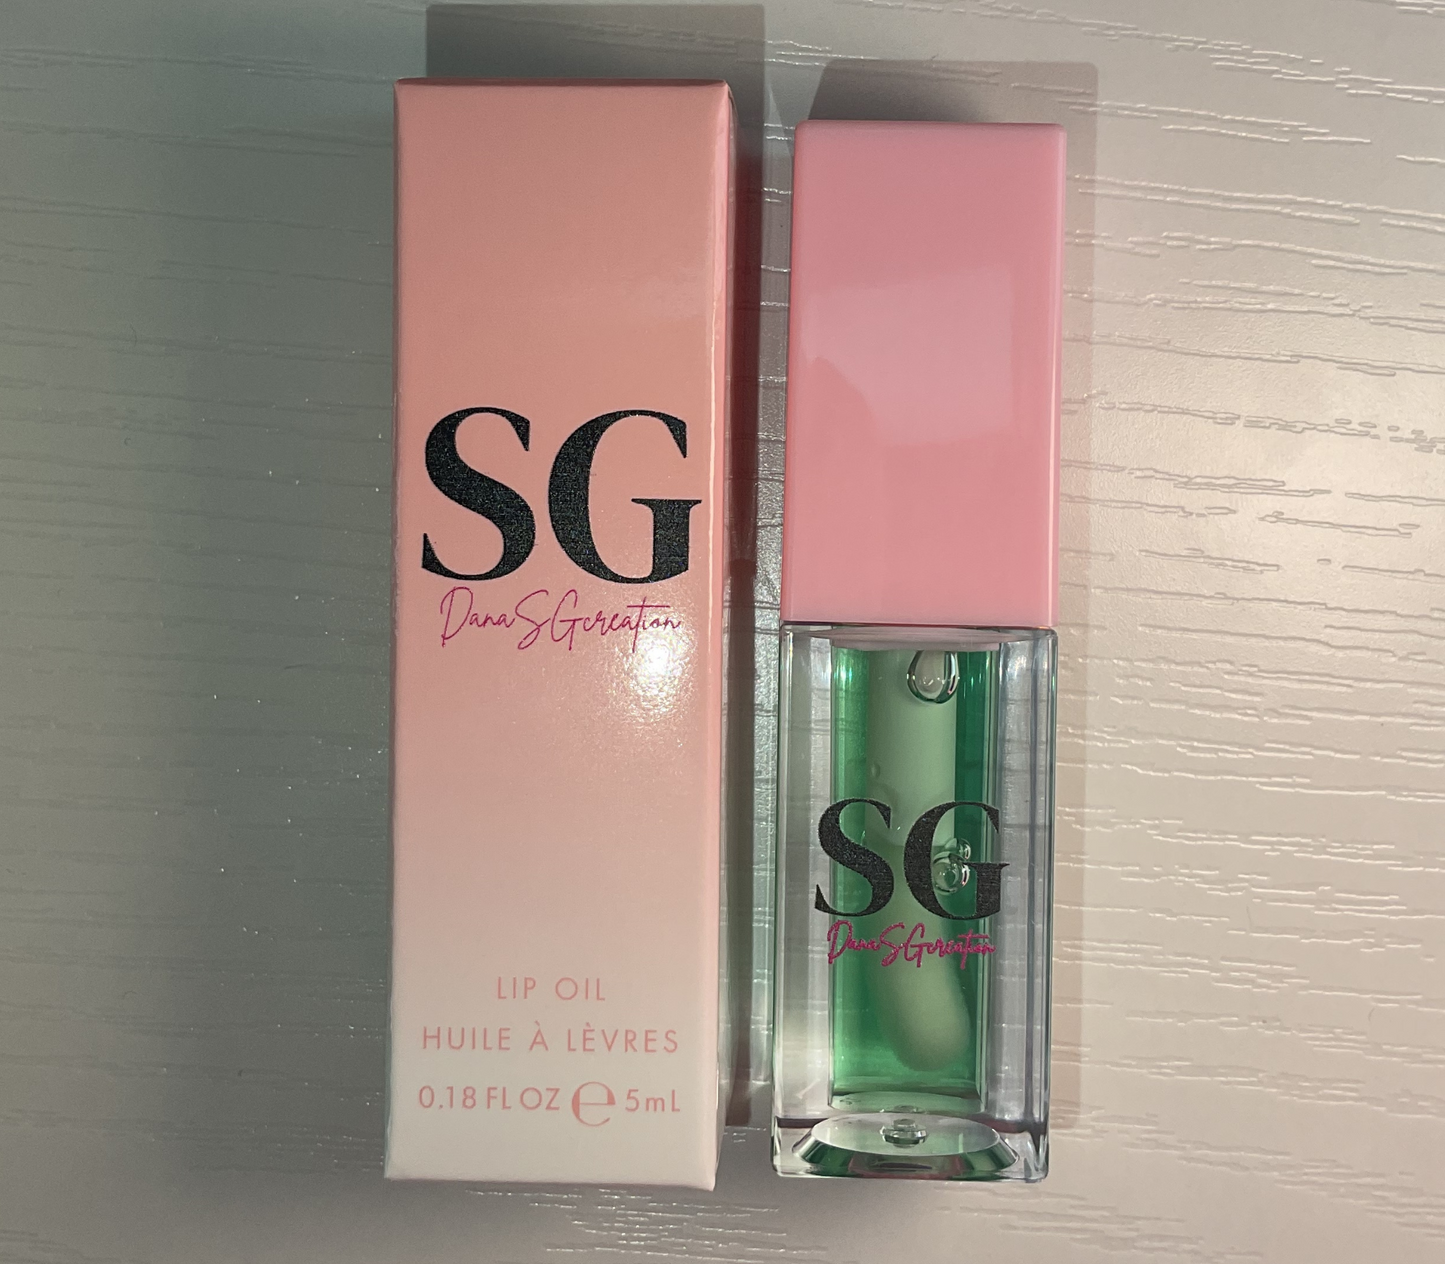 SG
DanaSGcreation
LIP OIL
HUILE À LÈVRES
0.18 FL OZ ℮ 5mL
SG
DanaSGcreation